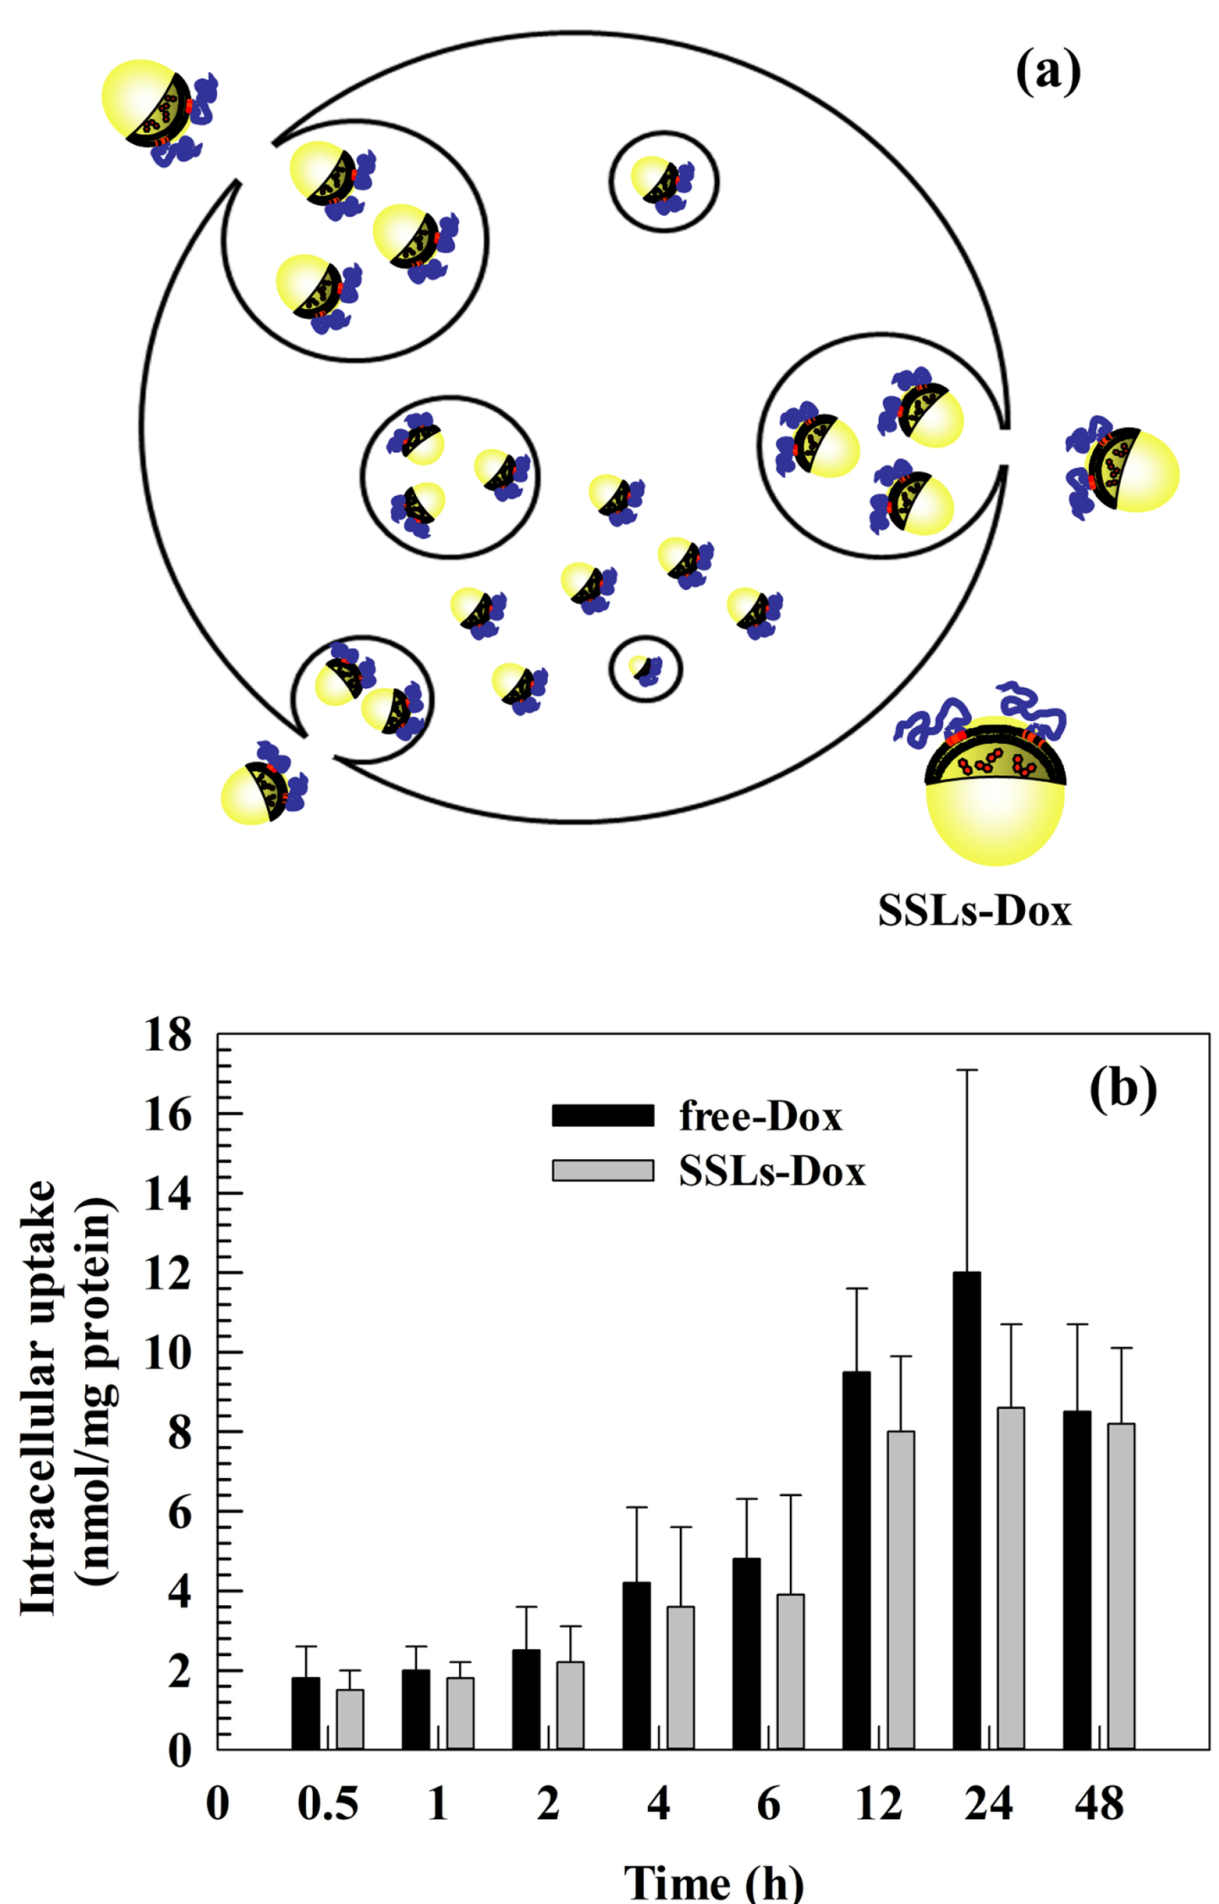 (a)
SSLs-Dox
(b)
free-Dox
SSLs-Dox
Intracellular uptake
(nmol/mg protein)
18
16
14
12
10
8
6
4
2
0
0 0.5 1 2 4 6 12 24 48
Time (h)